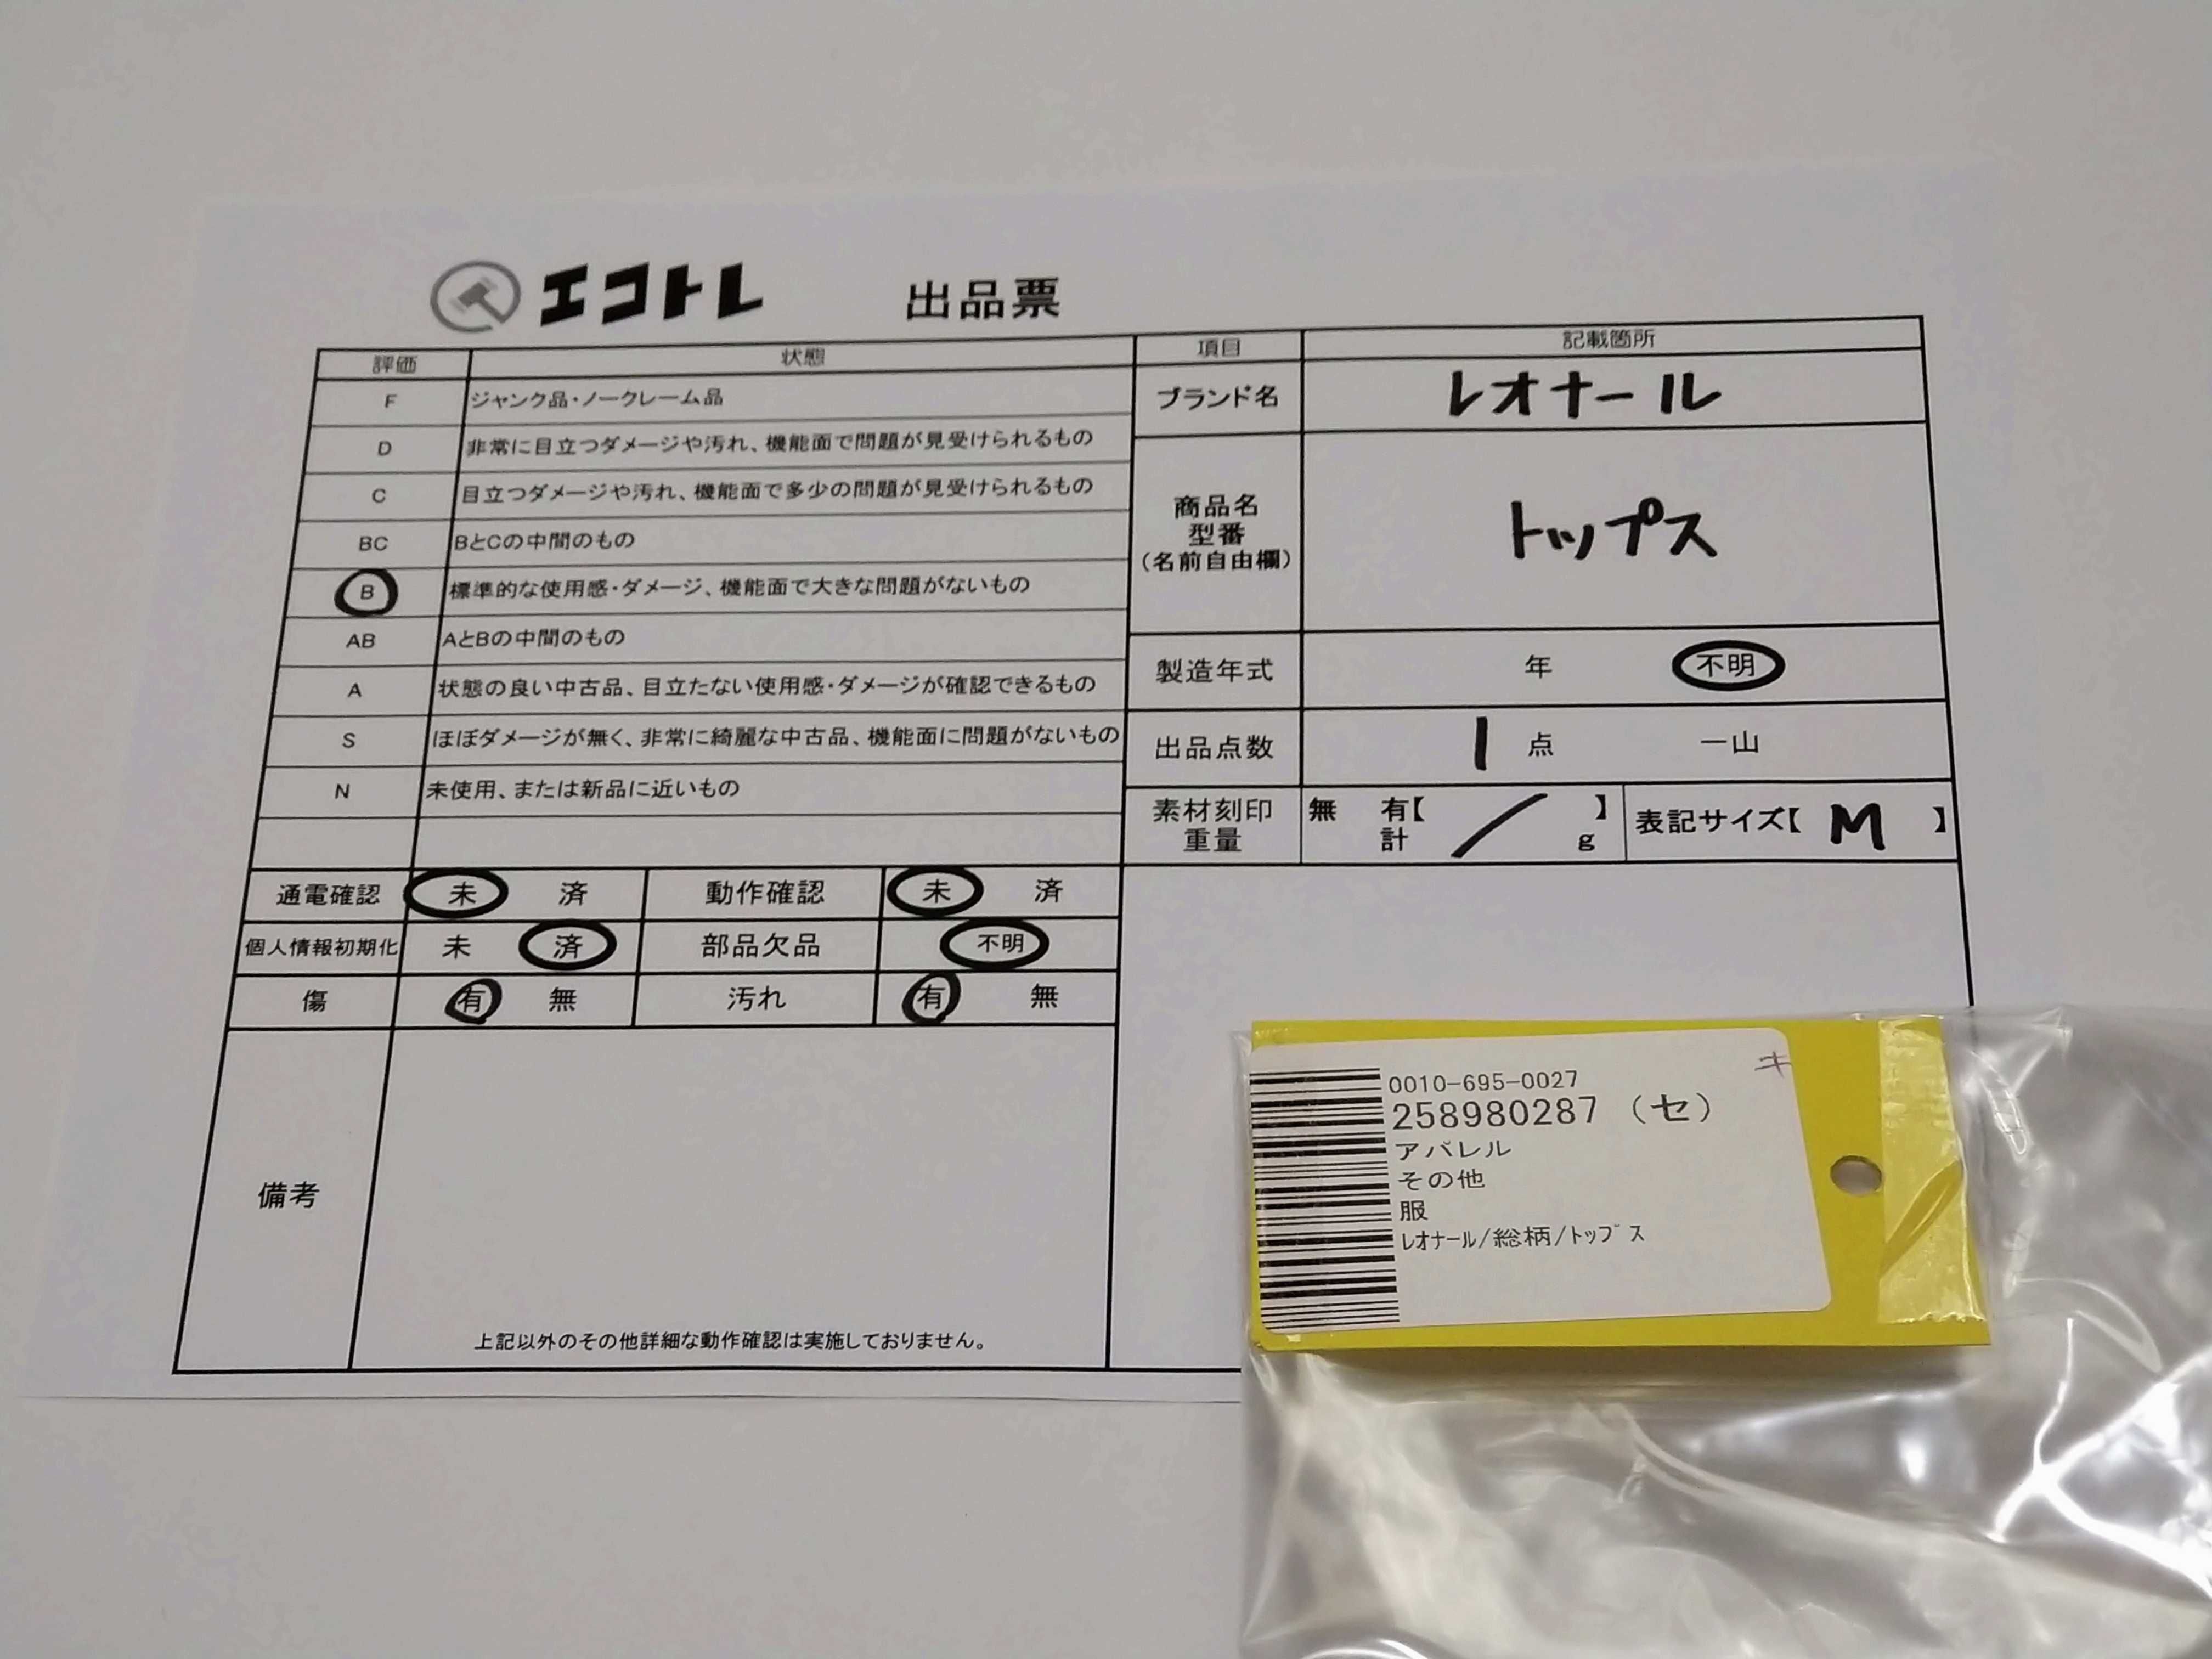 エコトレ 出品票
評価 状態
F ジャンク品・ノークレーム品
D 非常に目立つダメージや汚れ、機能面で問題が見受けられるもの
C 目立つダメージや汚れ、機能面で多少の問題が見受けられるもの
BC BとCの中間のもの
B 標準的な使用感・ダメージ、機能面で大きな問題がないもの
AB AとBの中間のもの
A 状態の良い中古品、目立たない使用感・ダメージが確認できるもの
S ほぼダメージが無く、非常に綺麗な中古品、機能面に問題がないもの
N 未使用、または新品に近いもの
通電確認 未 済 動作確認 未 済
個人情報初期化 未 済 部品欠品 不明
傷 有 無 汚れ 有 無
備考
上記以外のその他詳細な動作確認は実施しておりません。
項目 記載箇所
ブランド名 レオナール
商品名
型番
(名前自由欄)
トップス
製造年式 年 不明
出品点数 1 点 一山
素材刻印 無 有【 】
重量 計 / g
表記サイズ【 M 】
キ
0010-695-0027
258980287 (セ)
アパレル
その他
服
ﾚｵﾅｰﾙ/総柄/ﾄｯﾌﾟｽ